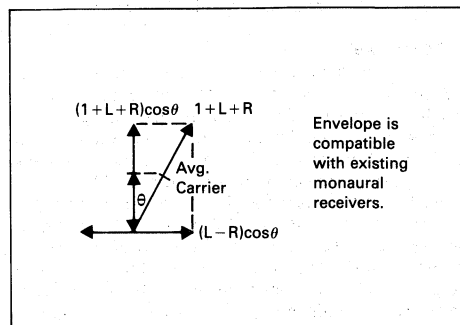 (1+L+R)cosθ
1+L+R
Avg.
Carrier
θ
(L−R)cosθ
Envelope is
compatible
with existing
monaural
receivers.